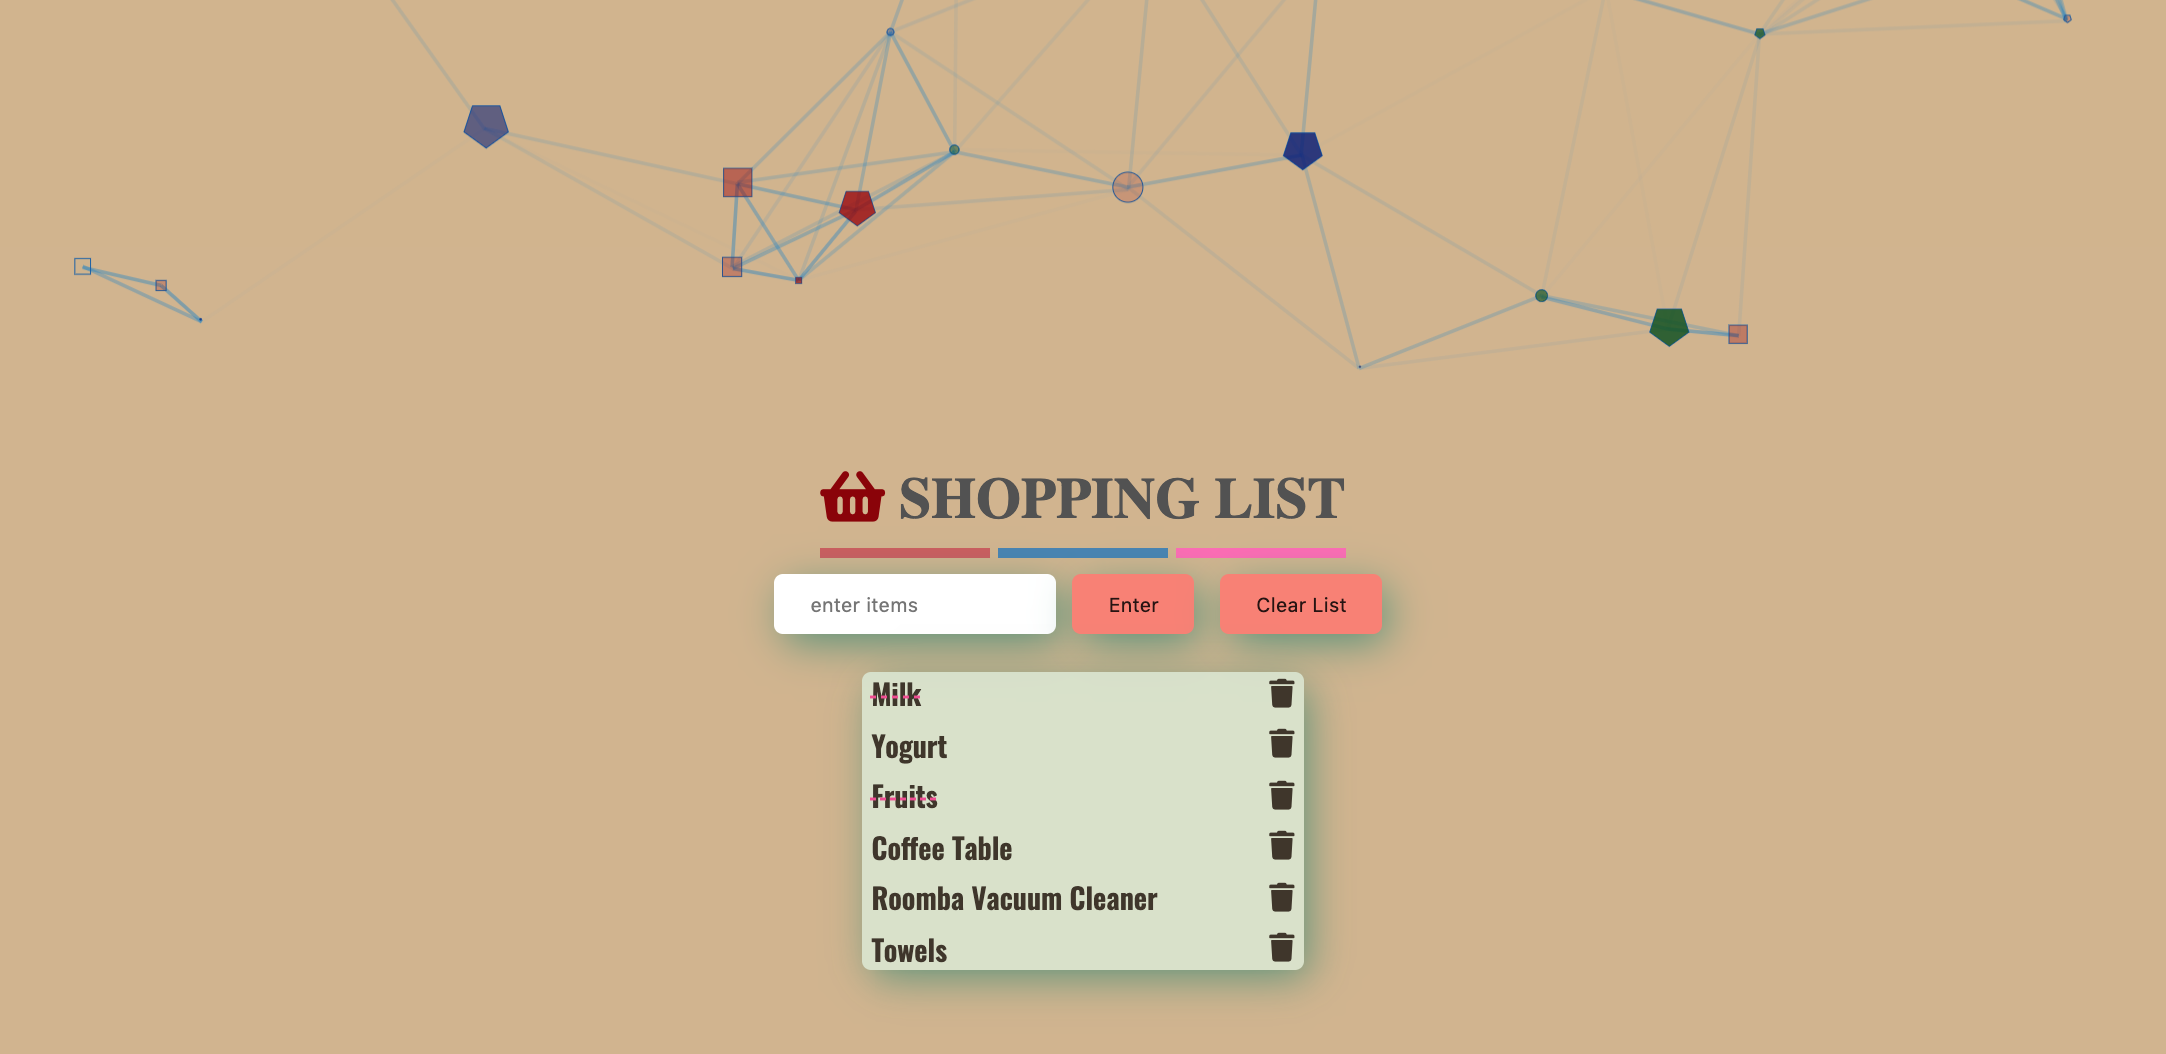 SHOPPING LIST
enter items
Enter
Clear List
Milk
Yogurt
Fruits
Coffee Table
Roomba Vacuum Cleaner
Towels